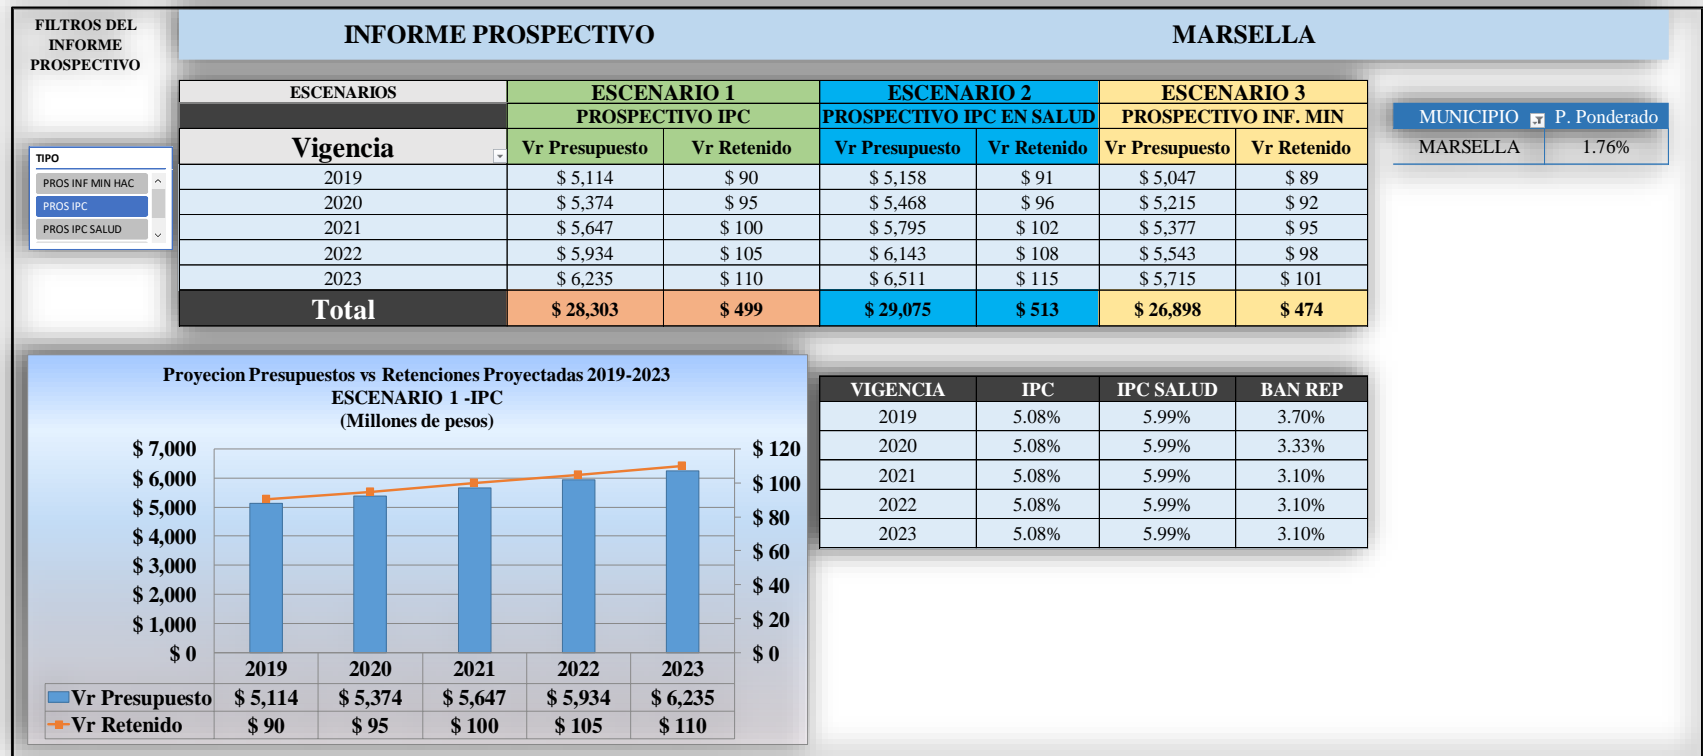 FILTROS DEL
INFORME
PROSPECTIVO
INFORME PROSPECTIVO MARSELLA
ESCENARIOS ESCENARIO 1 ESCENARIO 2 ESCENARIO 3
PROSPECTIVO IPC PROSPECTIVO IPC EN SALUD PROSPECTIVO INF. MIN
Vigencia Vr Presupuesto Vr Retenido Vr Presupuesto Vr Retenido Vr Presupuesto Vr Retenido
2019 $ 5,114 $ 90 $ 5,158 $ 91 $ 5,047 $ 89
2020 $ 5,374 $ 95 $ 5,468 $ 96 $ 5,215 $ 92
2021 $ 5,647 $ 100 $ 5,795 $ 102 $ 5,377 $ 95
2022 $ 5,934 $ 105 $ 6,143 $ 108 $ 5,543 $ 98
2023 $ 6,235 $ 110 $ 6,511 $ 115 $ 5,715 $ 101
Total $ 28,303 $ 499 $ 29,075 $ 513 $ 26,898 $ 474
MUNICIPIO P. Ponderado
MARSELLA 1.76%
TIPO
PROS INF MIN HAC
PROS IPC
PROS IPC SALUD
Proyecion Presupuestos vs Retenciones Proyectadas 2019-2023
ESCENARIO 1 -IPC
(Millones de pesos)
$ 7,000 $ 120
$ 6,000 $ 100
$ 5,000 $ 80
$ 4,000 $ 60
$ 3,000 $ 40
$ 2,000 $ 20
$ 1,000 $ 0
$ 0
2019 2020 2021 2022 2023
Vr Presupuesto $ 5,114 $ 5,374 $ 5,647 $ 5,934 $ 6,235
Vr Retenido $ 90 $ 95 $ 100 $ 105 $ 110
VIGENCIA IPC IPC SALUD BAN REP
2019 5.08% 5.99% 3.70%
2020 5.08% 5.99% 3.33%
2021 5.08% 5.99% 3.10%
2022 5.08% 5.99% 3.10%
2023 5.08% 5.99% 3.10%